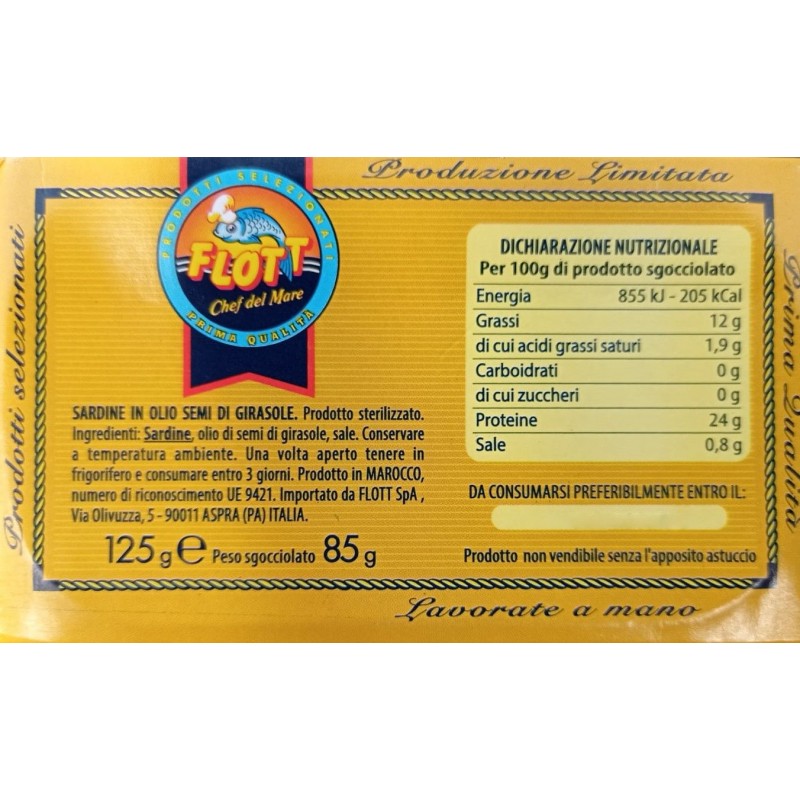 Produzione Limitata
Prodotti selezionati
PRODOTTI SELEZIONATI
FLOTT
Chef del Mare
PRIMA QUALITÀ
SARDINE IN OLIO SEMI DI GIRASOLE. Prodotto sterilizzato.
Ingredienti: Sardine, olio di semi di girasole, sale. Conservare
a temperatura ambiente. Una volta aperto tenere in
frigorifero e consumare entro 3 giorni. Prodotto in MAROCCO,
numero di riconoscimento UE 9421. Importato da FLOTT SpA ,
Via Olivuzza, 5 - 90011 ASPRA (PA) ITALIA.
125 g e Peso sgocciolato 85 g
DICHIARAZIONE NUTRIZIONALE
Per 100g di prodotto sgocciolato
Energia 855 kJ - 205 kCal
Grassi 12 g
di cui acidi grassi saturi 1,9 g
Carboidrati 0 g
di cui zuccheri 0 g
Proteine 24 g
Sale 0,8 g
DA CONSUMARSI PREFERIBILMENTE ENTRO IL:
Prodotto non vendibile senza l'apposito astuccio
Prima Qualità
Lavorate a mano